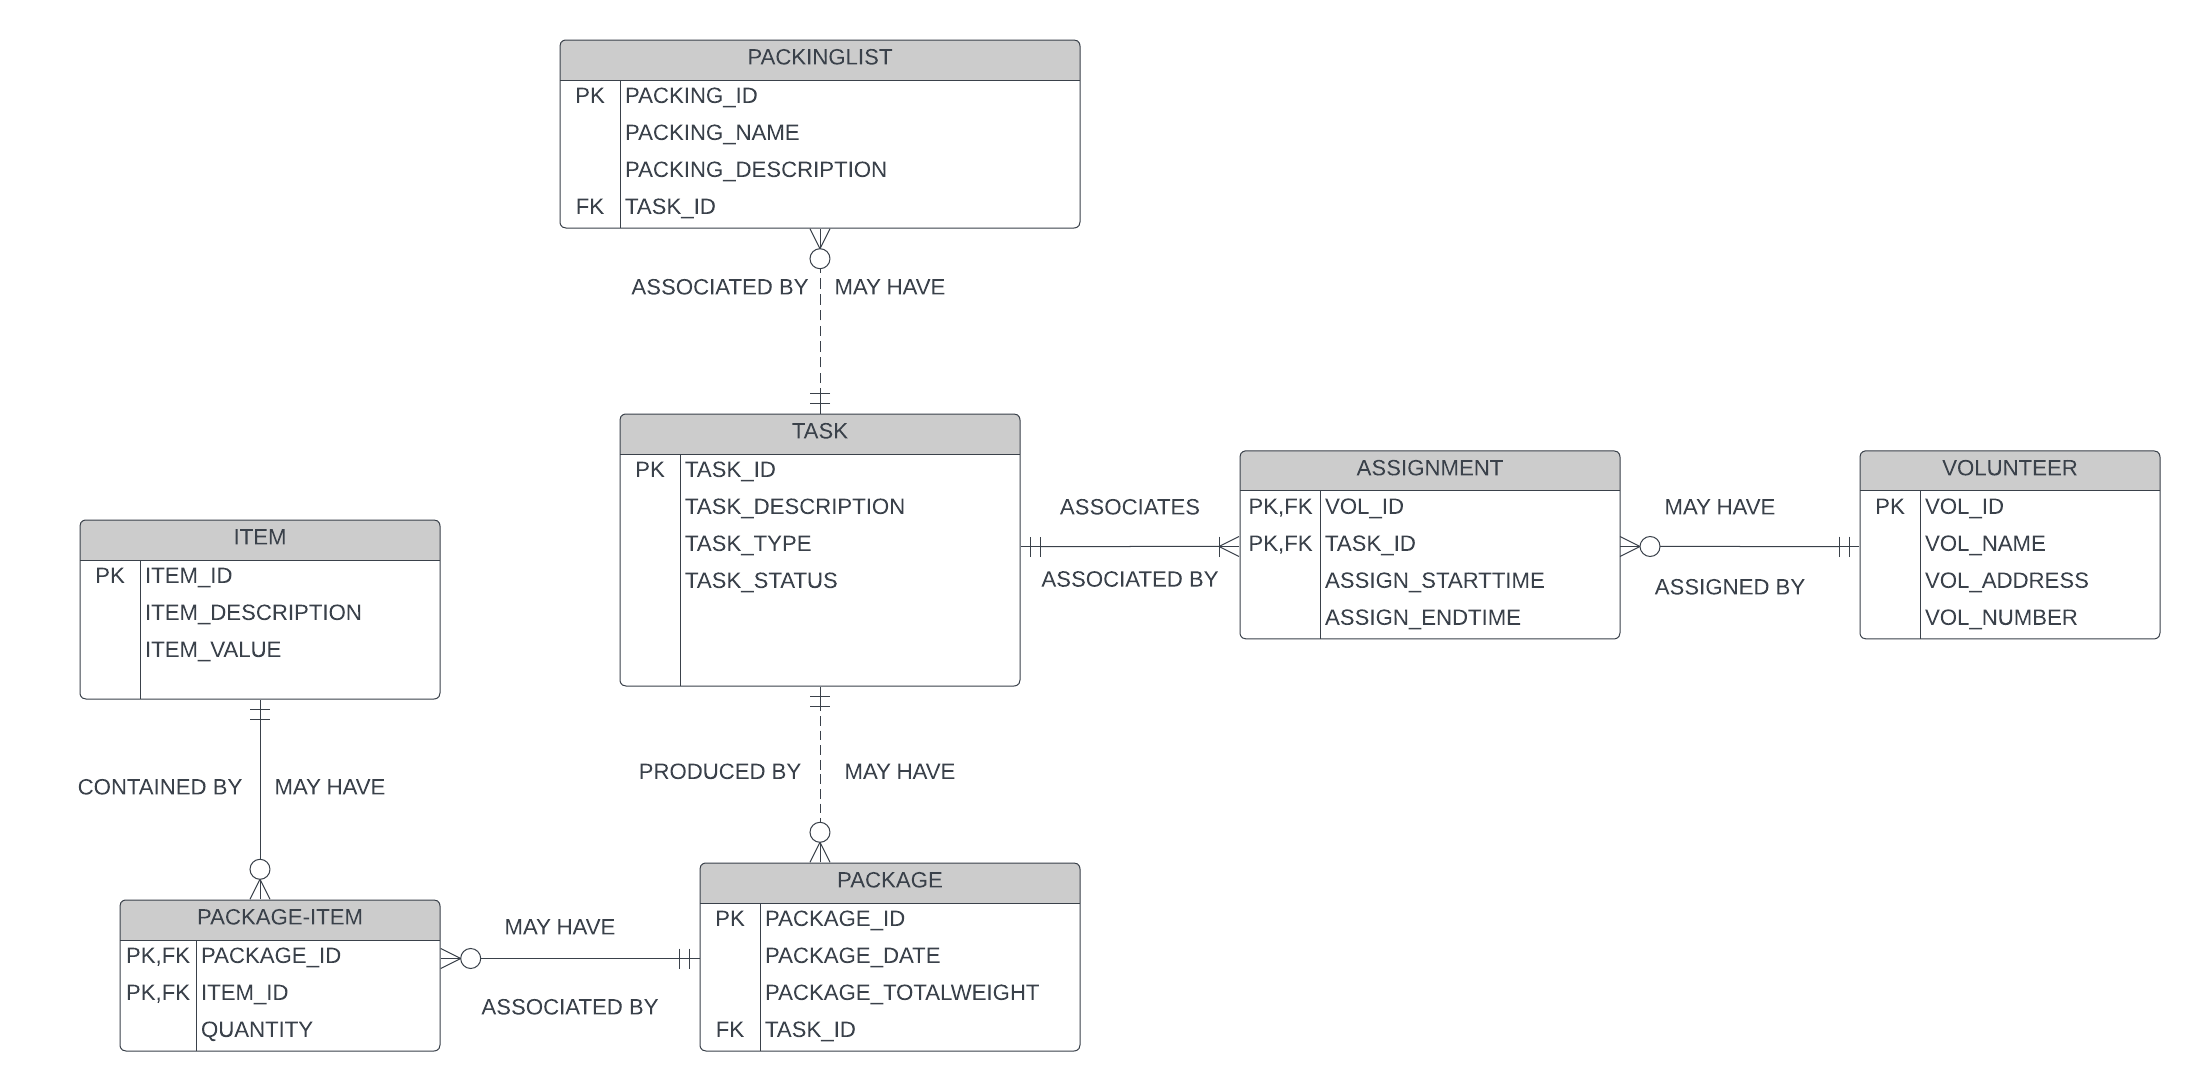 PACKINGLIST
PK PACKING_ID
PACKING_NAME
PACKING_DESCRIPTION
FK TASK_ID
ASSOCIATED BY MAY HAVE
TASK
PK TASK_ID
TASK_DESCRIPTION
TASK_TYPE
TASK_STATUS
ASSOCIATES
ASSOCIATED BY
ASSIGNMENT
PK,FK VOL_ID
PK,FK TASK_ID
ASSIGN_STARTTIME
ASSIGN_ENDTIME
MAY HAVE
ASSIGNED BY
VOLUNTEER
PK VOL_ID
VOL_NAME
VOL_ADDRESS
VOL_NUMBER
ITEM
PK ITEM_ID
ITEM_DESCRIPTION
ITEM_VALUE
CONTAINED BY MAY HAVE
PRODUCED BY MAY HAVE
PACKAGE-ITEM
PK,FK PACKAGE_ID
PK,FK ITEM_ID
QUANTITY
MAY HAVE
ASSOCIATED BY
PACKAGE
PK PACKAGE_ID
PACKAGE_DATE
PACKAGE_TOTALWEIGHT
FK TASK_ID